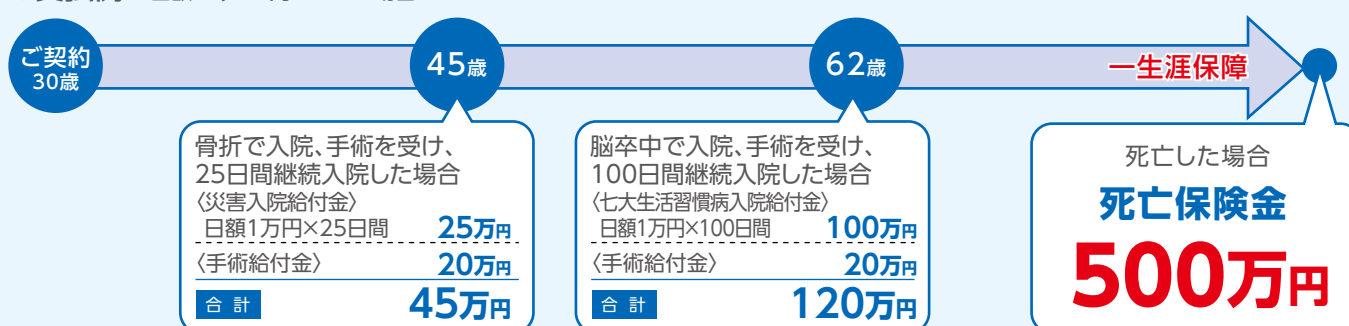 ご契約
30歳
45歳
62歳
一生涯保障
骨折で入院、手術を受け、
25日間継続入院した場合
〈災害入院給付金〉
日額1万円×25日間 25万円
〈手術給付金〉 20万円
合計 45万円
脳卒中で入院、手術を受け、
100日間継続入院した場合
〈七大生活習慣病入院給付金〉
日額1万円×100日間 100万円
〈手術給付金〉 20万円
合計 120万円
死亡した場合
死亡保険金
500万円